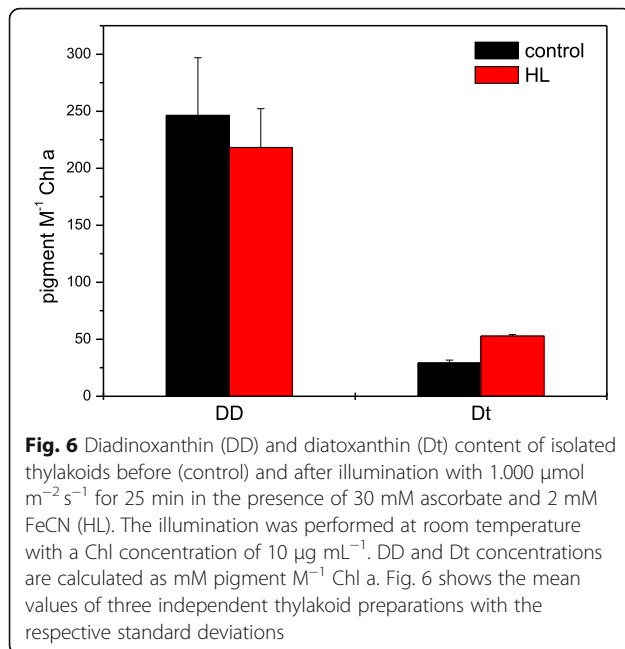 300
control
HL
250
200
150
100
50
0
pigment M⁻¹ Chl a
DD
Dt
Fig. 6 Diadinoxanthin (DD) and diatoxanthin (Dt) content of isolated
thylakoids before (control) and after illumination with 1.000 μmol
m⁻² s⁻¹ for 25 min in the presence of 30 mM ascorbate and 2 mM
FeCN (HL). The illumination was performed at room temperature
with a Chl concentration of 10 μg mL⁻¹. DD and Dt concentrations
are calculated as mM pigment M⁻¹ Chl a. Fig. 6 shows the mean
values of three independent thylakoid preparations with the
respective standard deviations